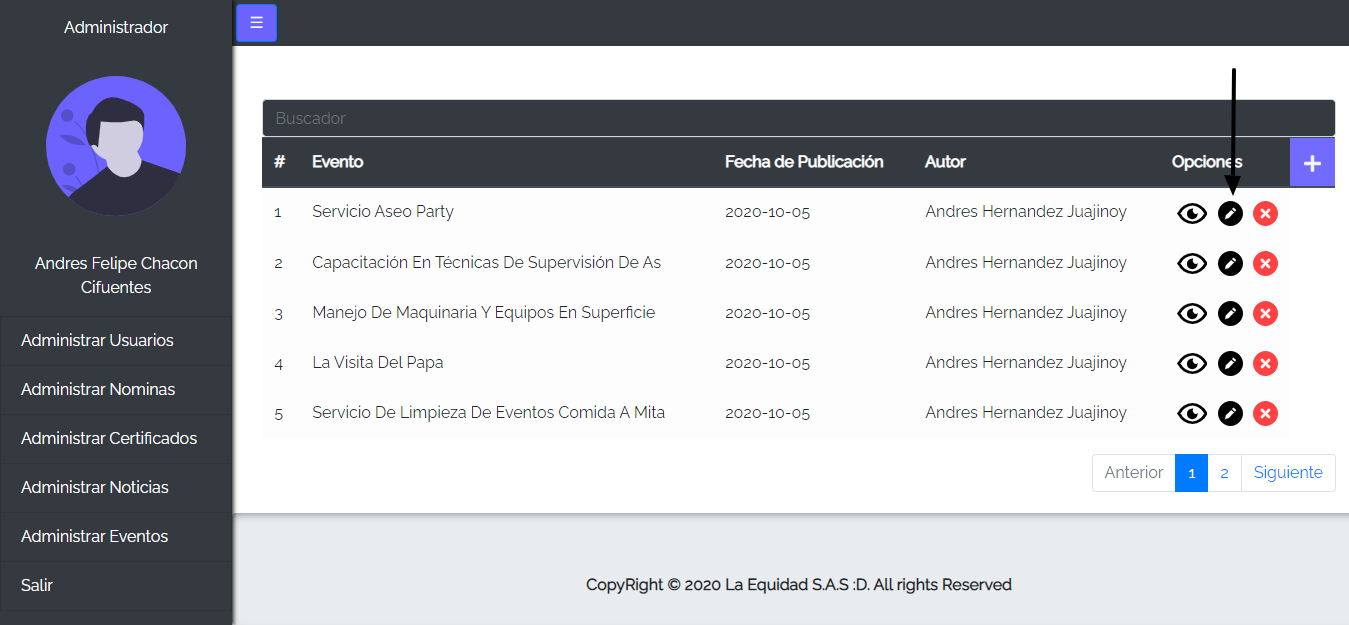 Administrador
Andres Felipe Chacon
Cifuentes
Administrar Usuarios
Administrar Nominas
Administrar Certificados
Administrar Noticias
Administrar Eventos
Salir
Buscador
# Evento Fecha de Publicación Autor Opciones +
1 Servicio Aseo Party 2020-10-05 Andres Hernandez Juajinoy
2 Capacitación En Técnicas De Supervisión De As 2020-10-05 Andres Hernandez Juajinoy
3 Manejo De Maquinaria Y Equipos En Superficie 2020-10-05 Andres Hernandez Juajinoy
4 La Visita Del Papa 2020-10-05 Andres Hernandez Juajinoy
5 Servicio De Limpieza De Eventos Comida A Mita 2020-10-05 Andres Hernandez Juajinoy
Anterior 1 2 Siguiente
CopyRight © 2020 La Equidad S.A.S :D. All rights Reserved